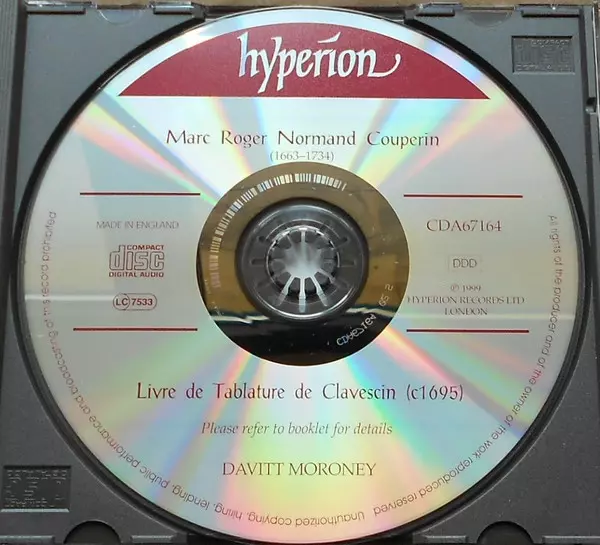 hyperion
Marc Roger Normand Couperin
(1663–1734)
MADE IN ENGLAND
COMPACT
disc
DIGITAL AUDIO
LC 7533
CDA67164
DDD
℗ 1999
HYPERION RECORDS LTD
LONDON
Livre de Tablature de Clavescin (c1695)
Please refer to booklet for details
DAVITT MORONEY
All rights of the producer and of the owner of the work reproduced reserved. Unauthorized copying, hiring, lending, public performance and broadcasting of this record prohibited